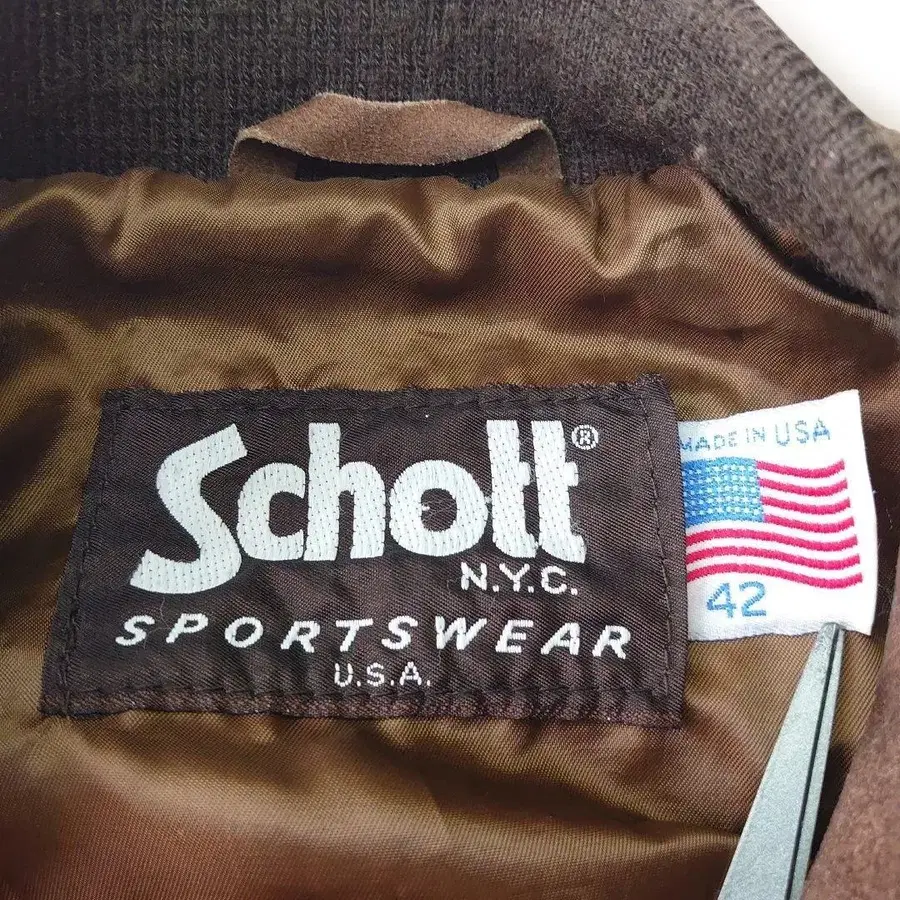 Schott®
N.Y.C.
SPORTSWEAR
U.S.A.
MADE IN USA
42